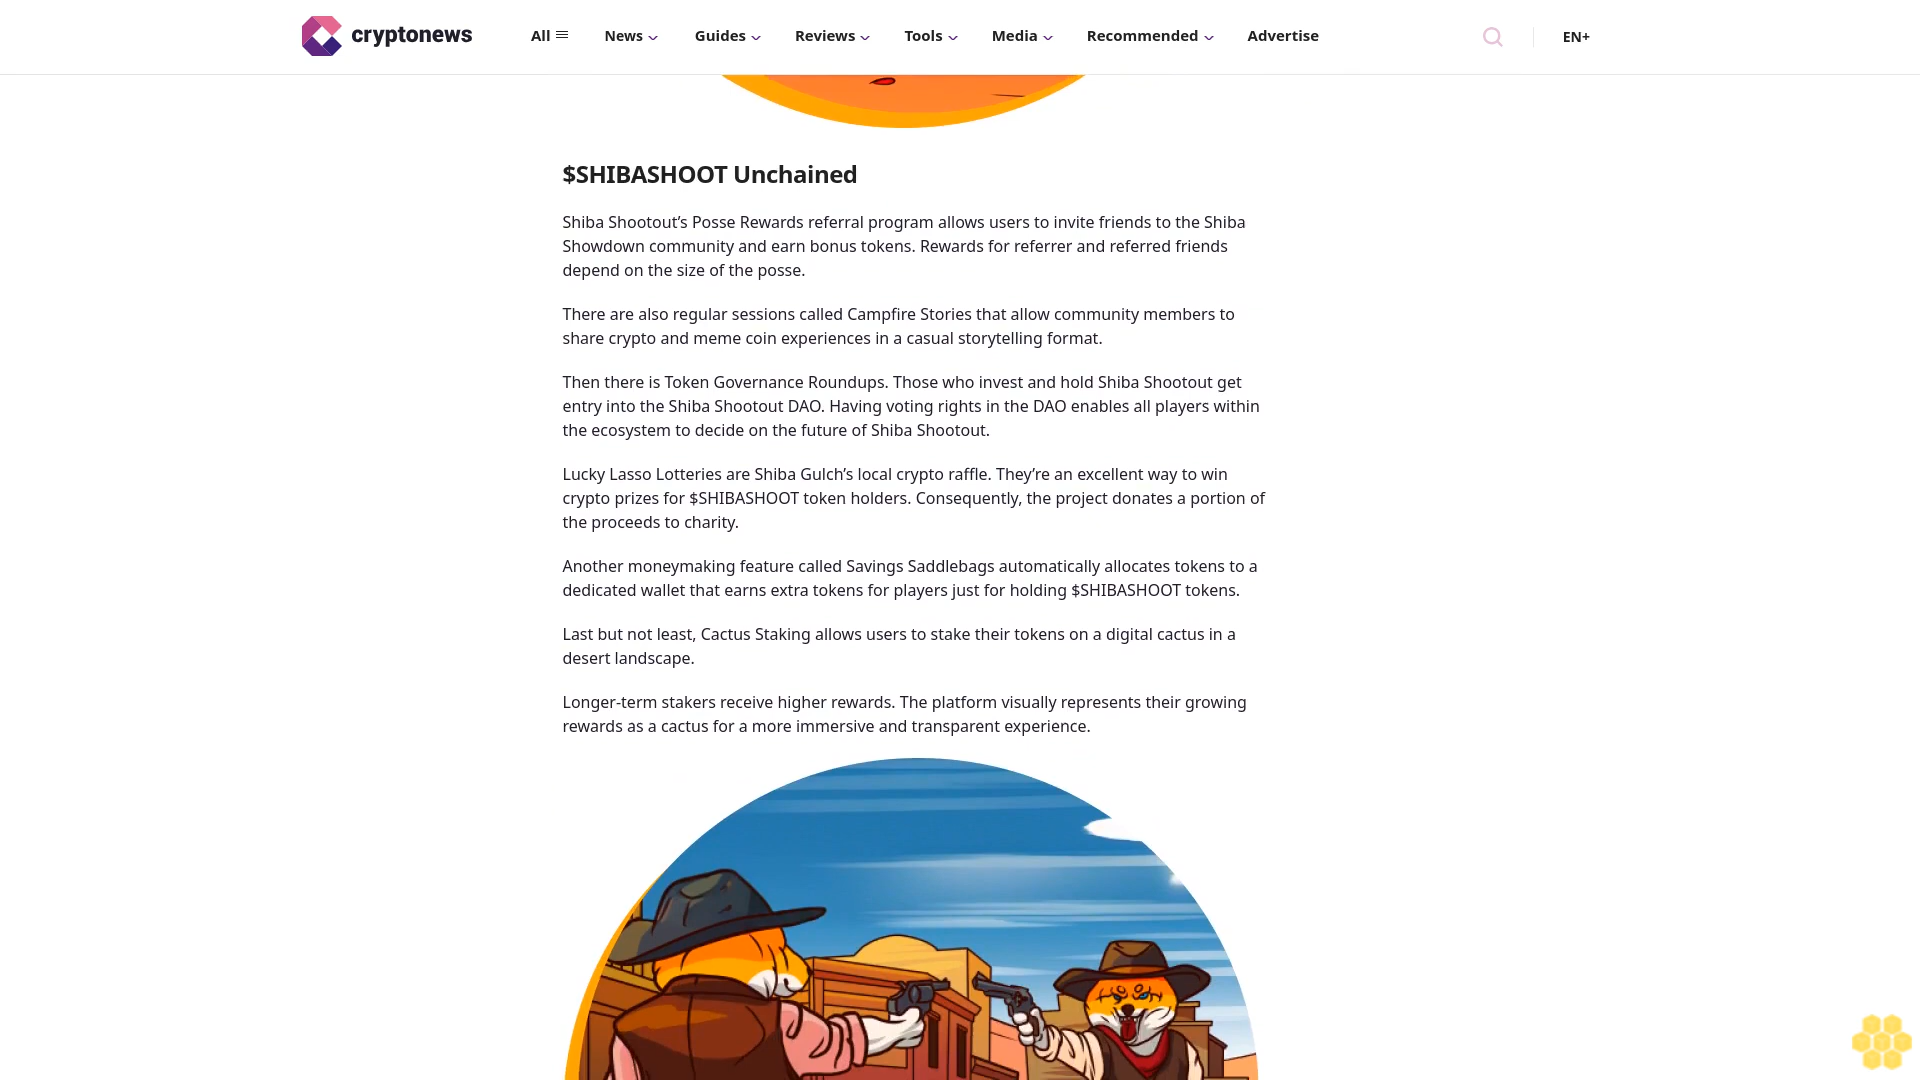 cryptonews
All News Guides Reviews Tools Media Recommended Advertise EN+
$SHIBASHOOT Unchained
Shiba Shootout’s Posse Rewards referral program allows users to invite friends to the Shiba
Showdown community and earn bonus tokens. Rewards for referrer and referred friends
depend on the size of the posse.
There are also regular sessions called Campfire Stories that allow community members to
share crypto and meme coin experiences in a casual storytelling format.
Then there is Token Governance Roundups. Those who invest and hold Shiba Shootout get
entry into the Shiba Shootout DAO. Having voting rights in the DAO enables all players within
the ecosystem to decide on the future of Shiba Shootout.
Lucky Lasso Lotteries are Shiba Gulch’s local crypto raffle. They’re an excellent way to win
crypto prizes for $SHIBASHOOT token holders. Consequently, the project donates a portion of
the proceeds to charity.
Another moneymaking feature called Savings Saddlebags automatically allocates tokens to a
dedicated wallet that earns extra tokens for players just for holding $SHIBASHOOT tokens.
Last but not least, Cactus Staking allows users to stake their tokens on a digital cactus in a
desert landscape.
Longer-term stakers receive higher rewards. The platform visually represents their growing
rewards as a cactus for a more immersive and transparent experience.